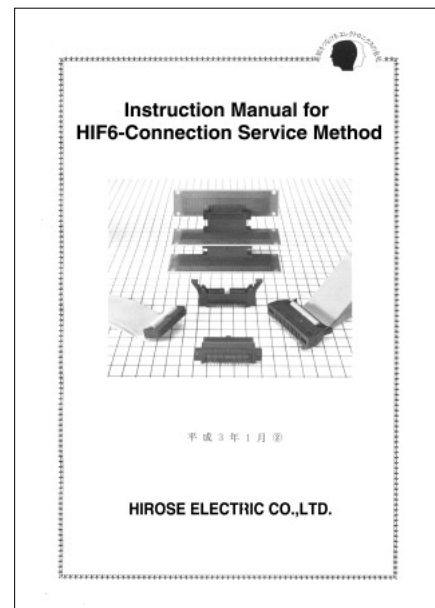 Instruction Manual for
HIF6-Connection Service Method
平成3年1月②
HIROSE ELECTRIC CO.,LTD.